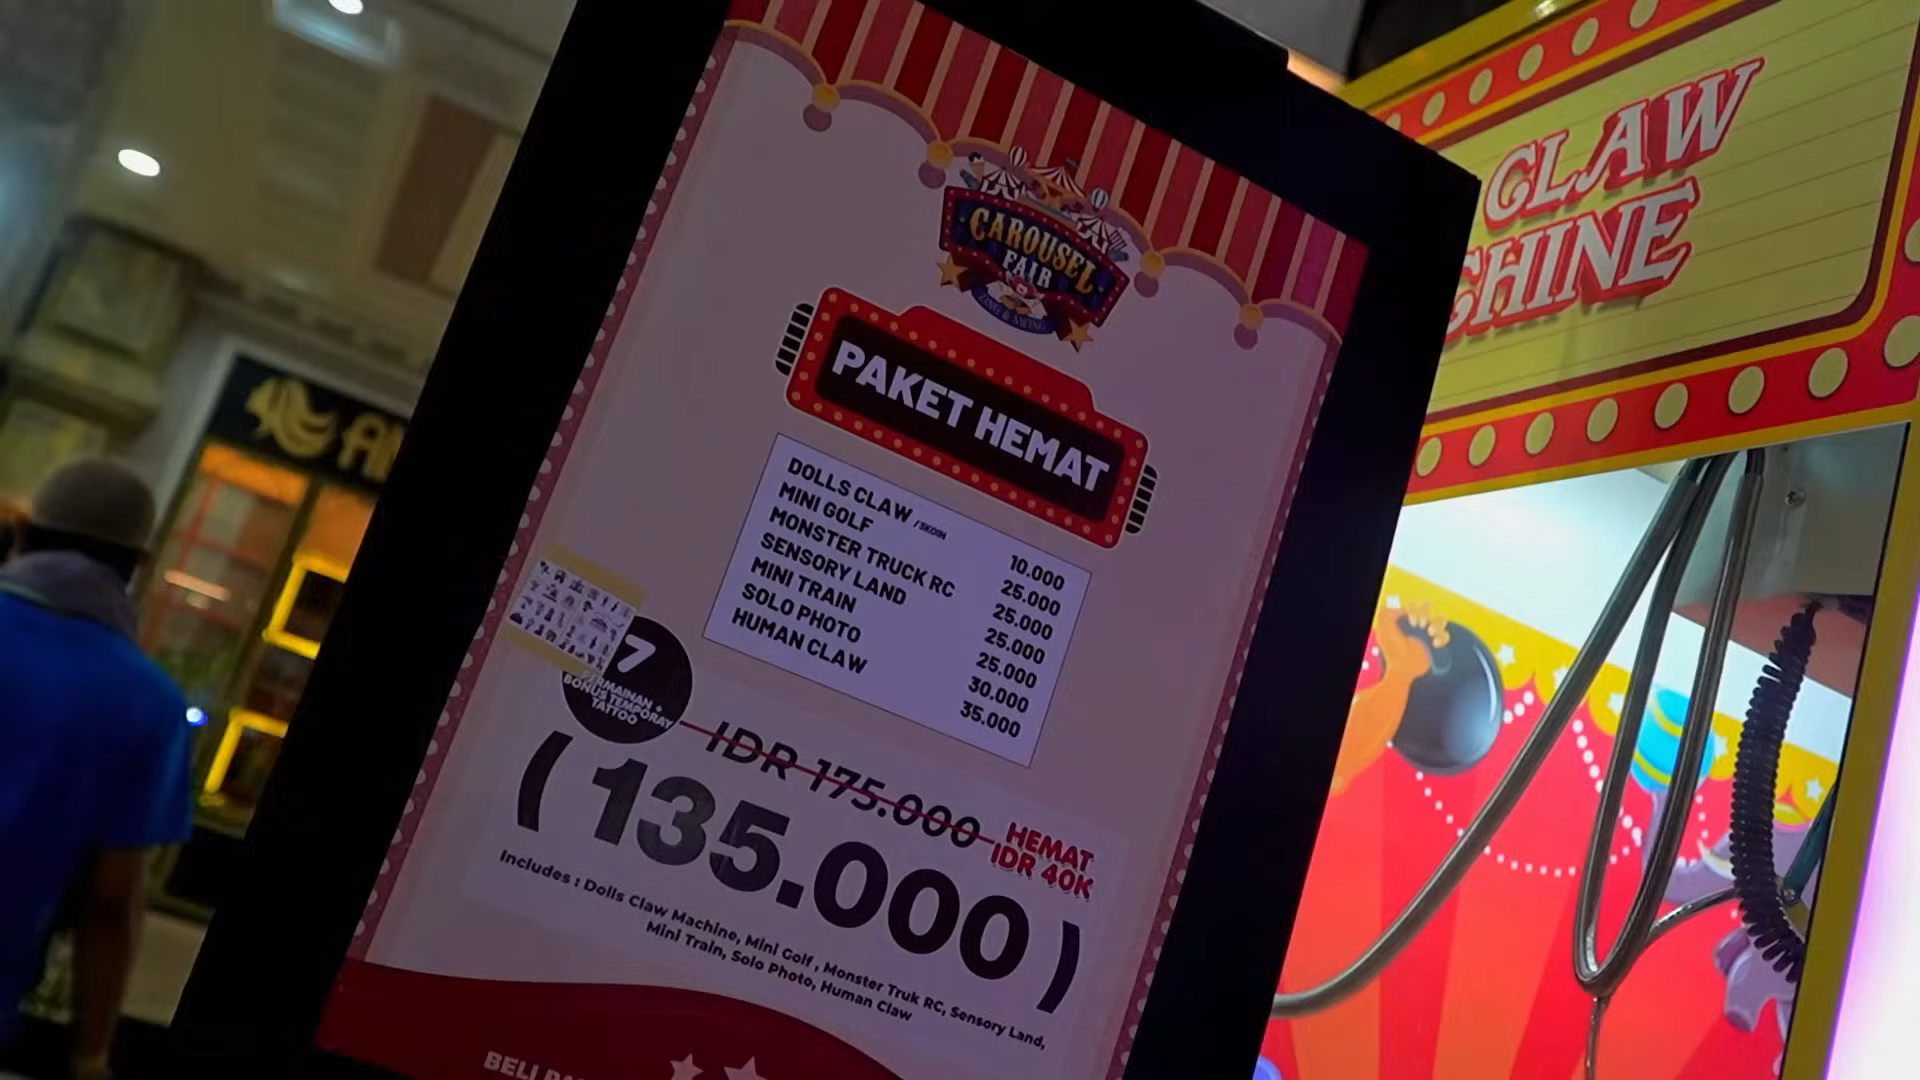 CAROUSEL
FAIR
ZING & SWING
PAKET HEMAT
DOLLS CLAW /3KOIN 10.000
MINI GOLF 25.000
MONSTER TRUCK RC 25.000
SENSORY LAND 25.000
MINI TRAIN 25.000
SOLO PHOTO 30.000
HUMAN CLAW 35.000
7
PERMAINAN +
BONUS TEMPORAY
TATTOO
IDR 175.000
HEMAT
IDR 40K
( 135.000 )
Includes : Dolls Claw Machine, Mini Golf , Monster Truk RC, Sensory Land,
Mini Train, Solo Photo, Human Claw
BELI
CLAW
CHINE